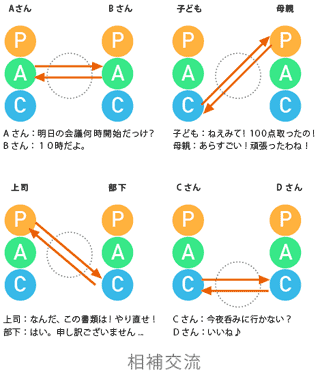 Aさん Bさん 子ども 母親
P P P P
A A A A
C C C C
Aさん：明日の会議何時開始だっけ？
Bさん：１０時だよ。
子ども：ねえみて！100点取ったの！
母親：あらすごい！頑張ったわね！
上司 部下 Cさん Dさん
P P P P
A A A A
C C C C
上司：なんだ、この書類は！やり直せ！
部下：はい。申し訳ございません...
Cさん：今夜呑みに行かない？
Dさん：いいね♪
相補交流